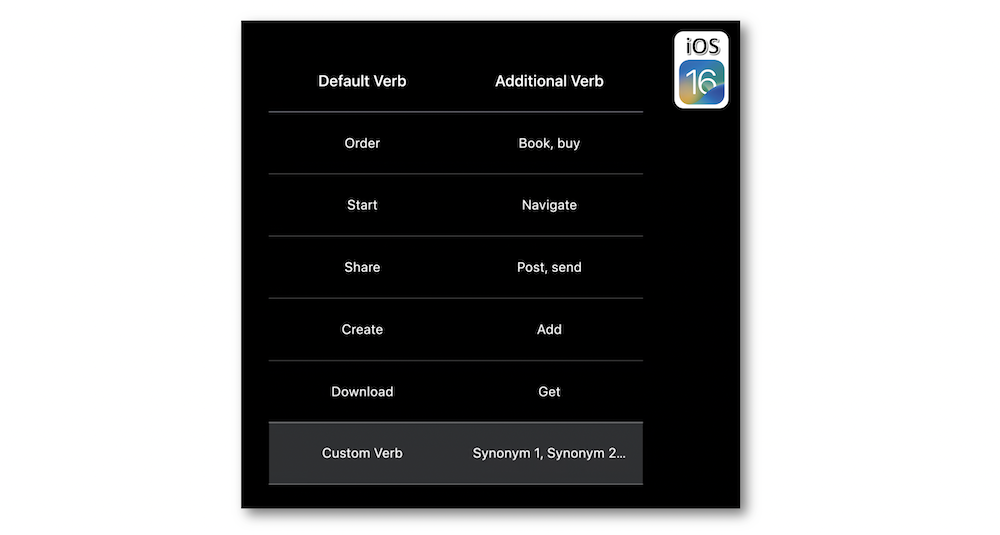 iOS
16
Default Verb Additional Verb
Order Book, buy
Start Navigate
Share Post, send
Create Add
Download Get
Custom Verb Synonym 1, Synonym 2...